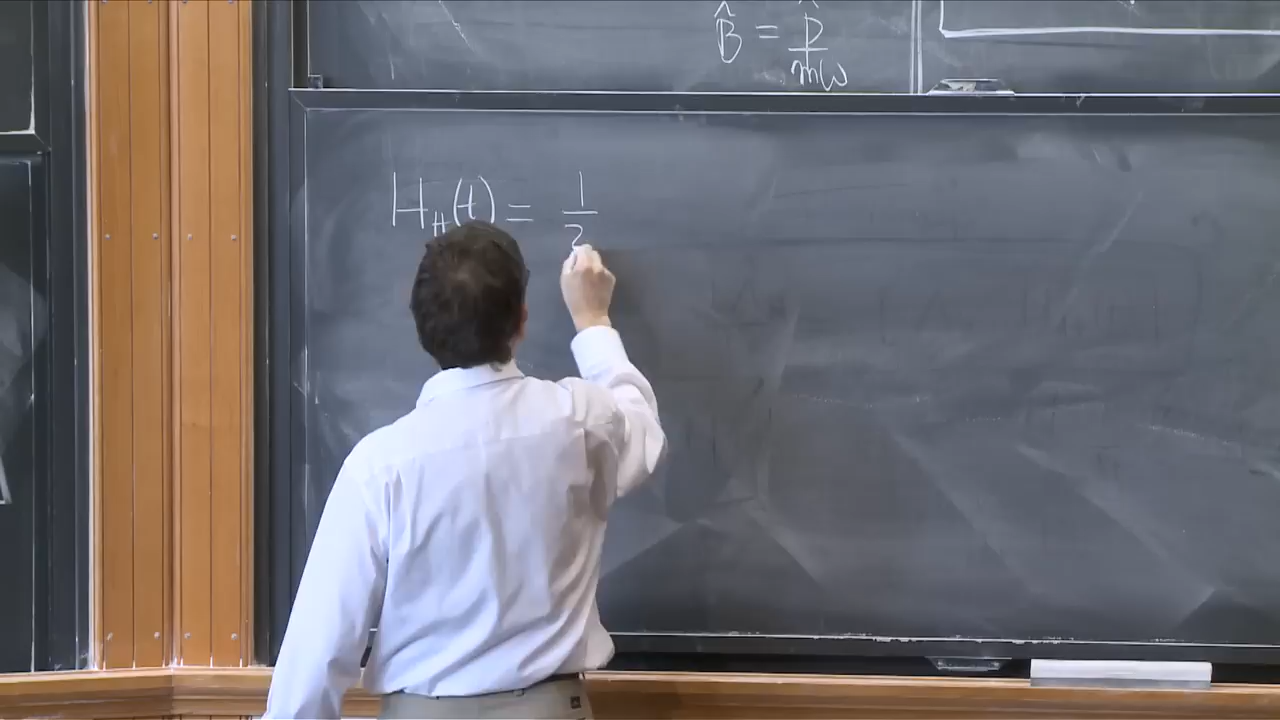 B̂ = p̂/mω
H_H(t) = 1/2